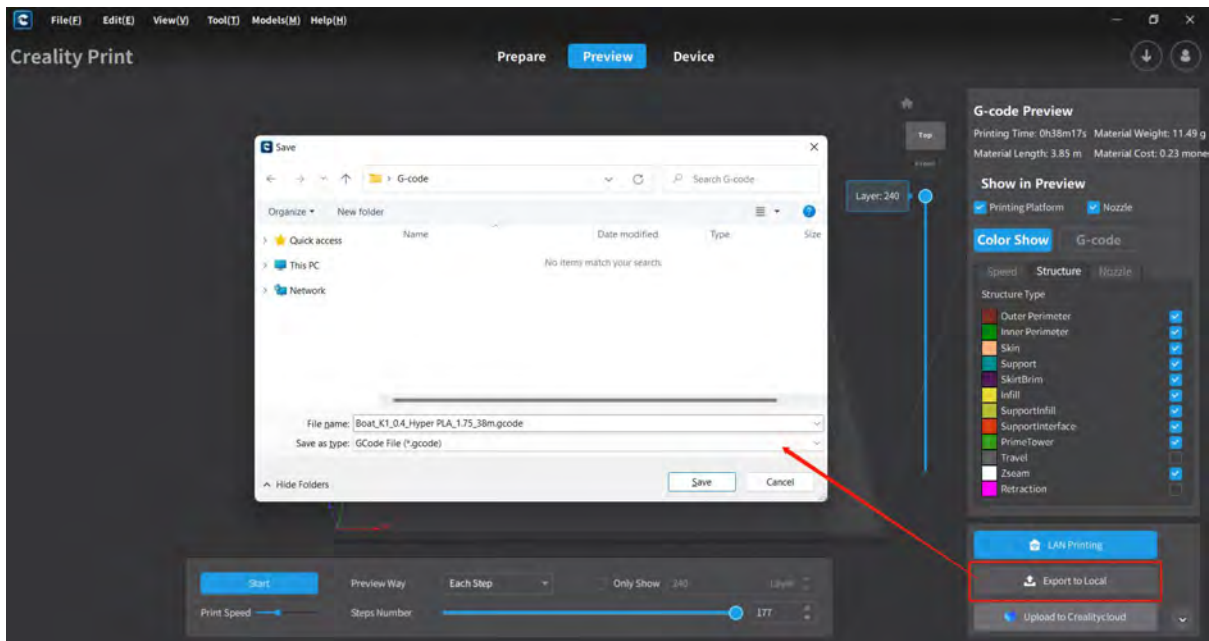 File(F) Edit(E) View(V) Tool(T) Models(M) Help(H)
Creality Print
Prepare Preview Device
Save
G-code
Search G-code
Organize New folder
Name Date modified Type Size
Quick access
This PC
Network
No items match your search.
File name: Boat_K1_0.4_Hyper PLA_1.75_38m.gcode
Save as type: GCode File (*.gcode)
Hide Folders
Save Cancel
Top
Layer: 240
G-code Preview
Printing Time: 0h38m17s Material Weight: 11.49 g
Material Length: 3.85 m Material Cost: 0.23 mone
Show in Preview
Printing Platform Nozzle
Color Show G-code
Speed Structure Nozzle
Structure Type
Outer Perimeter
Inner Perimeter
Skin
Support
SkirtBrim
Infill
SupportInfill
SupportInterface
PrimeTower
Travel
Zseam
Retraction
LAN Printing
Export to Local
Upload to Crealitycloud
Start Preview Way Each Step Only Show 240 Layer
Print Speed Steps Number 177